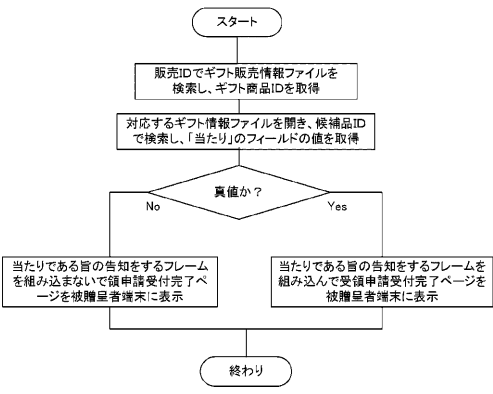 スタート
販売IDでギフト販売情報ファイルを
検索し、ギフト商品IDを取得
対応するギフト情報ファイルを開き、候補品ID
で検索し、「当たり」のフィールドの値を取得
真値か？
No
Yes
当たりである旨の告知をするフレーム
を組み込まないで領申請受付完了ペ
ージを被贈呈者端末に表示
当たりである旨の告知をするフレームを
組み込んで受領申請受付完了ページを
被贈呈者端末に表示
終わり